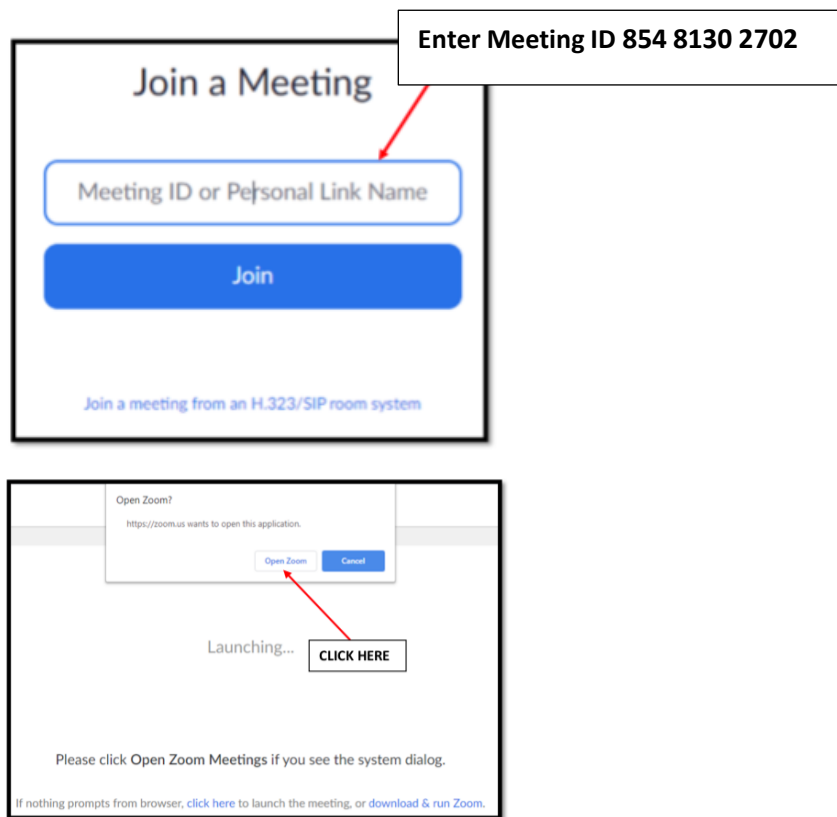 Enter Meeting ID 854 8130 2702
Join a Meeting
Meeting ID or Personal Link Name
Join
Join a meeting from an H.323/SIP room system
Open Zoom?
https://zoom.us wants to open this application.
Open Zoom Cancel
Launching...
CLICK HERE
Please click Open Zoom Meetings if you see the system dialog.
If nothing prompts from browser, click here to launch the meeting, or download & run Zoom.